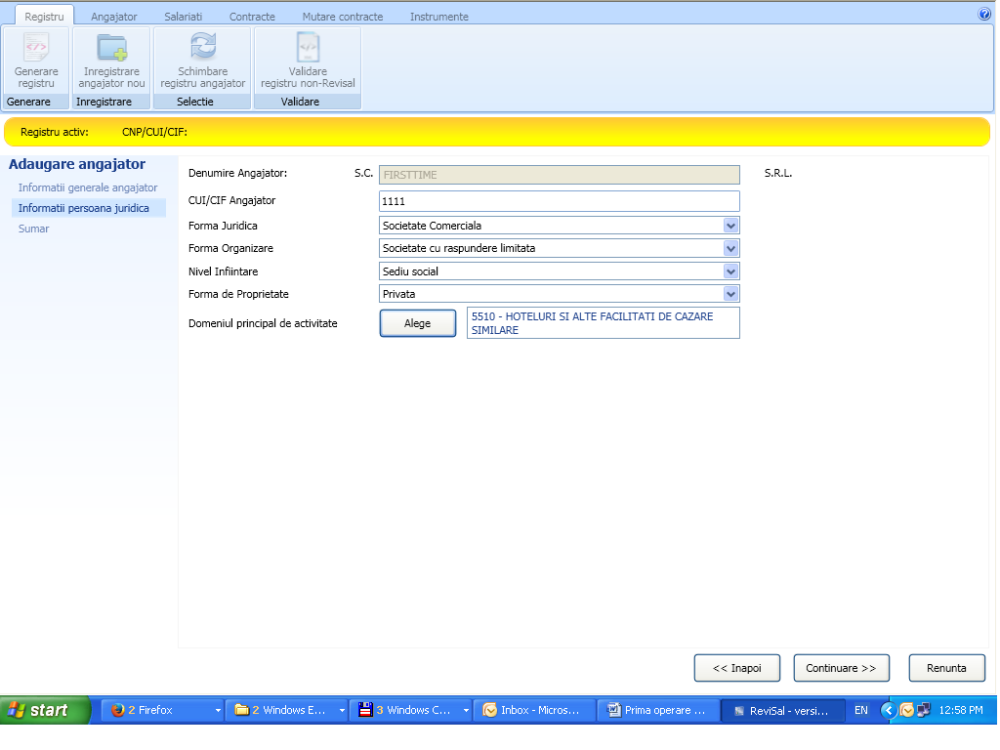 Registru Angajator Salariati Contracte Mutare contracte Instrumente
Generare
registru
Inregistrare
angajator nou
Schimbare
registru angajator
Validare
registru non-Revisal
Generare Inregistrare Selectie Validare
Registru activ: CNP/CUI/CIF:
Adaugare angajator
Informatii generale angajator
Informatii persoana juridica
Sumar
Denumire Angajator: S.C. FIRSTTIME S.R.L.
CUI/CIF Angajator 1111
Forma Juridica Societate Comerciala
Forma Organizare Societate cu raspundere limitata
Nivel Infiintare Sediu social
Forma de Proprietate Privata
Domeniul principal de activitate Alege 5510 - HOTELURI SI ALTE FACILITATI DE CAZARE
SIMILARE
<< Inapoi Continuare >> Renunta
start 2 Firefox 2 Windows E... 3 Windows C... Inbox - Micros... Prima operare ... ReviSal - versi... EN 12:58 PM